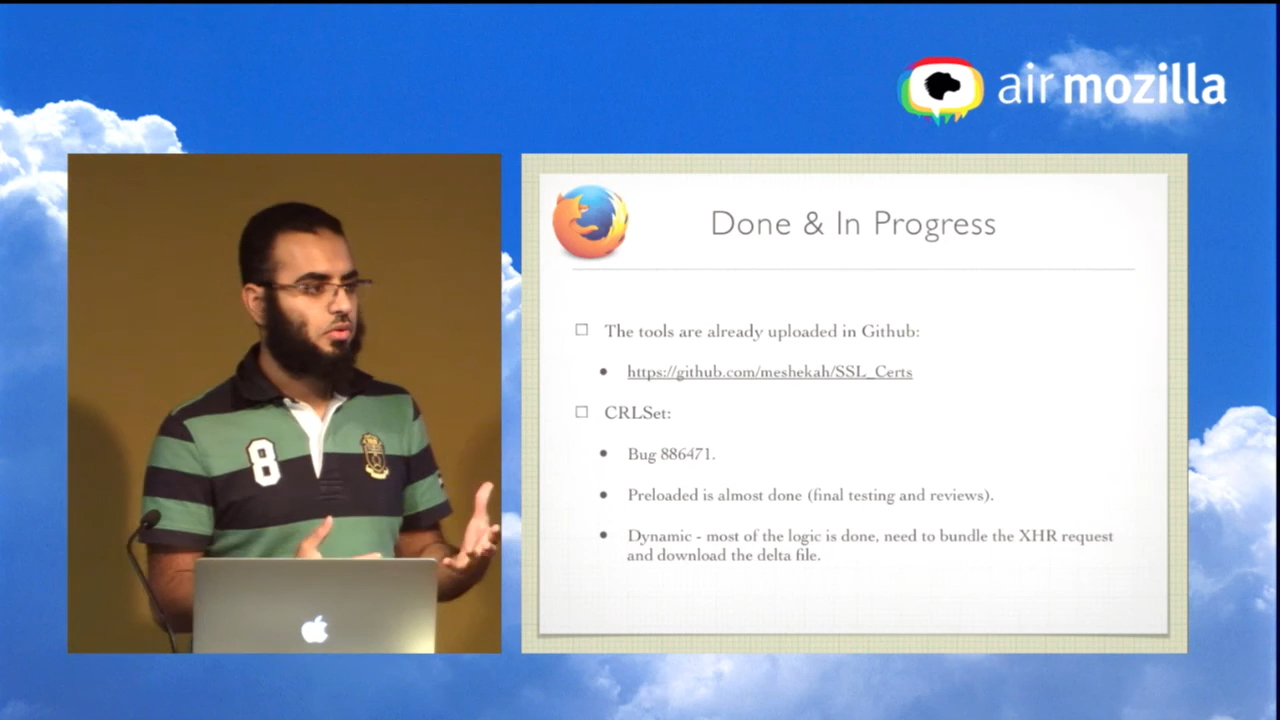 air mozilla
Done & In Progress
The tools are already uploaded in Github:
https://github.com/meshekah/SSL_Certs
CRLSet:
Bug 886471.
Preloaded is almost done (final testing and reviews).
Dynamic - most of the logic is done, need to bundle the XHR request
and download the delta file.
8